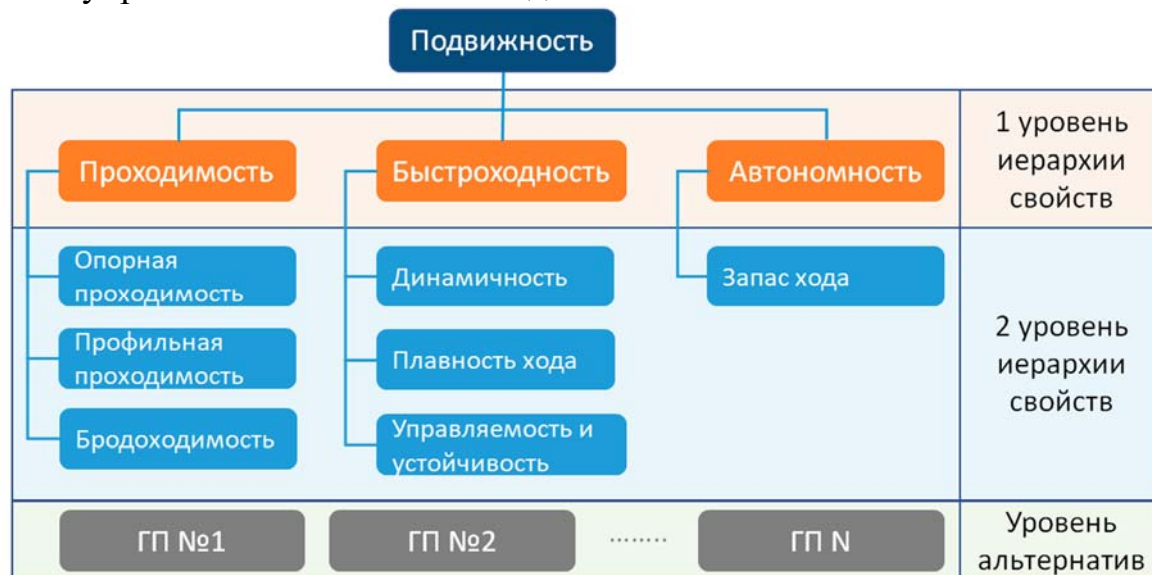 Подвижность
1 уровень
иерархии
свойств
Проходимость
Быстроходность
Автономность
Опорная
проходимость
Динамичность
Запас хода
Профильная
проходимость
Плавность хода
2 уровень
иерархии
свойств
Бродоходимость
Управляемость и
устойчивость
ГП №1
ГП №2
........
ГП N
Уровень
альтернатив